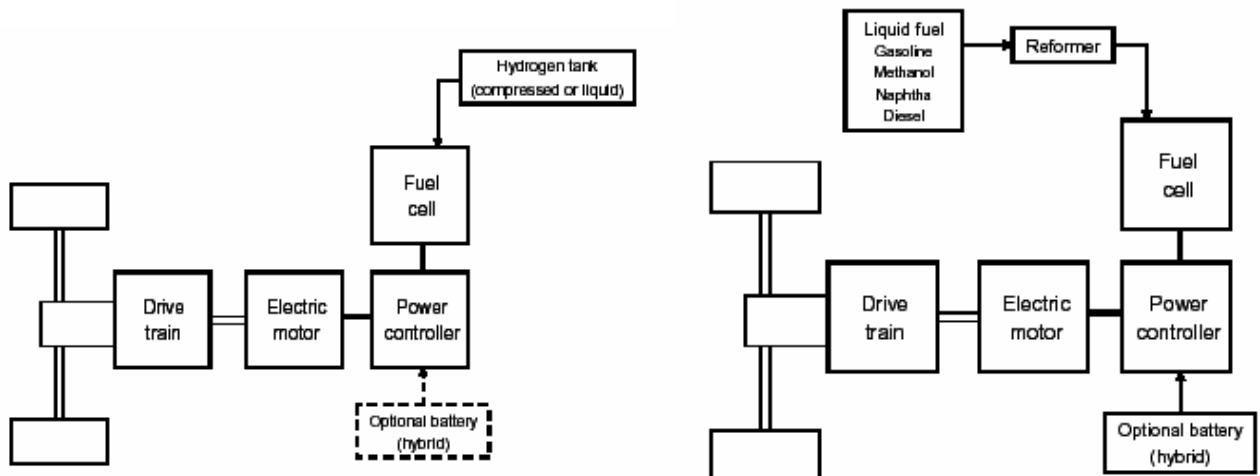 Hydrogen tank
(compressed or liquid)
Fuel
cell
Drive
train
Electric
motor
Power
controller
Optional battery
(hybrid)
Liquid fuel
Gasoline
Methanol
Naphtha
Diesel
Reformer
Fuel
cell
Drive
train
Electric
motor
Power
controller
Optional battery
(hybrid)